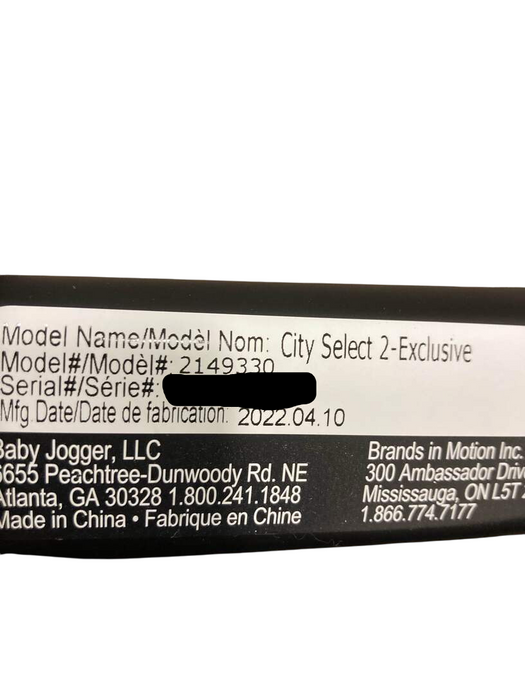 Model Name/Modèl Nom: City Select 2-Exclusive
Model#/Modèl#: 2149330
Serial#/Série#:
Mfg Date/Date de fabrication: 2022.04.10
Baby Jogger, LLC
6655 Peachtree-Dunwoody Rd. NE
Atlanta, GA 30328 1.800.241.1848
Made in China • Fabrique en Chine
Brands in Motion Inc.
300 Ambassador Drive
Mississauga, ON L5T
1.866.774.7177